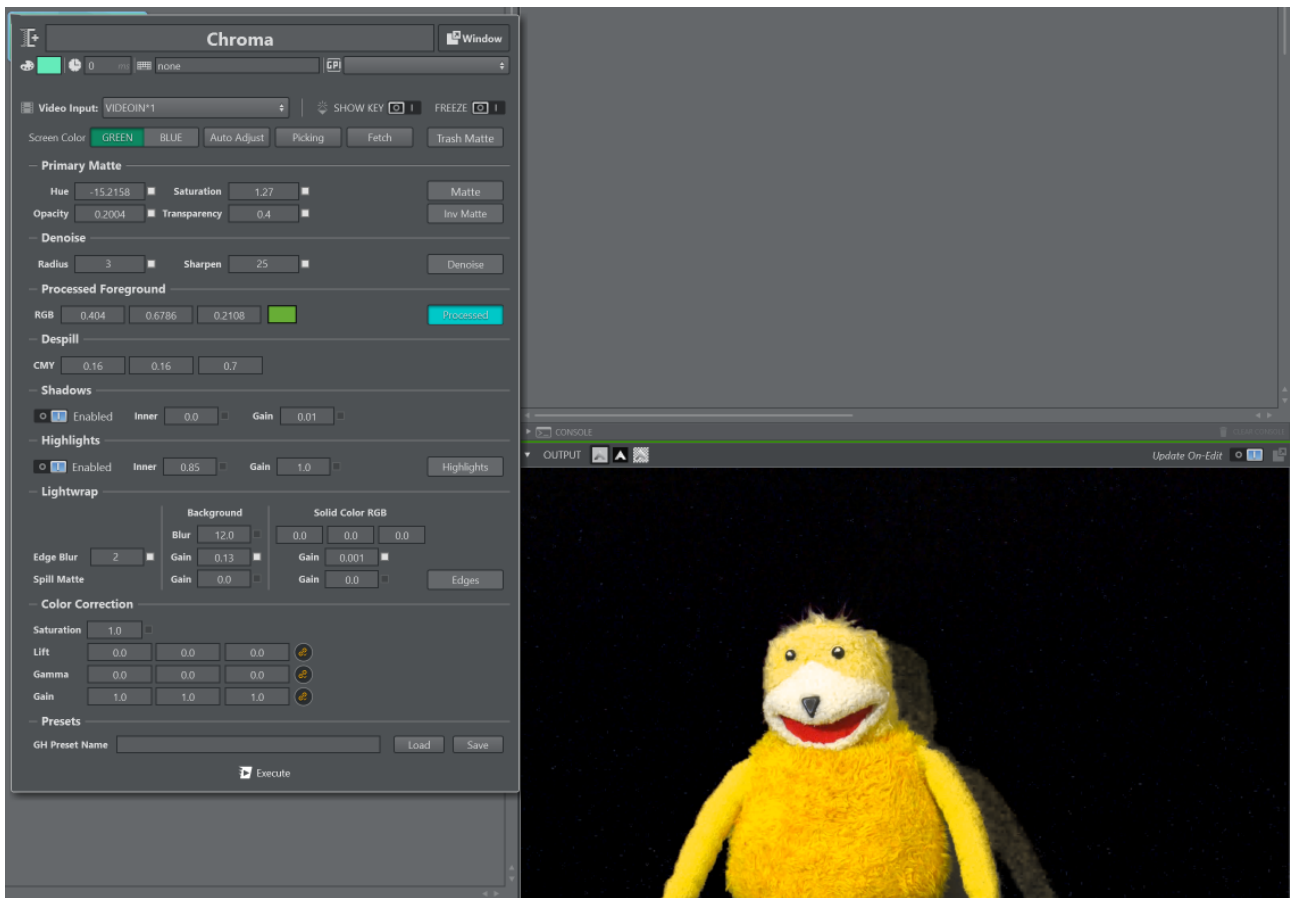 Chroma
Window
0 ms none GPI
Video Input: VIDEOIN*1 SHOW KEY FREEZE
Screen Color GREEN BLUE Auto Adjust Picking Fetch Trash Matte
Primary Matte
Hue -15.2158 Saturation 1.27 Matte
Opacity 0.2004 Transparency 0.4 Inv Matte
Denoise
Radius 3 Sharpen 25 Denoise
Processed Foreground
RGB 0.404 0.6786 0.2108 Processed
Despill
CMY 0.16 0.16 0.7
Shadows
Enabled Inner 0.0 Gain 0.01
Highlights
Enabled Inner 0.85 Gain 1.0 Highlights
Lightwrap
Background Solid Color RGB
Blur 12.0 0.0 0.0 0.0
Edge Blur 2 Gain 0.13 Gain 0.001
Spill Matte Gain 0.0 Gain 0.0 Edges
Color Correction
Saturation 1.0
Lift 0.0 0.0 0.0
Gamma 0.0 0.0 0.0
Gain 1.0 1.0 1.0
Presets
GH Preset Name Load Save
Execute
CONSOLE CLEAR CONSOLE
OUTPUT Update On-Edit